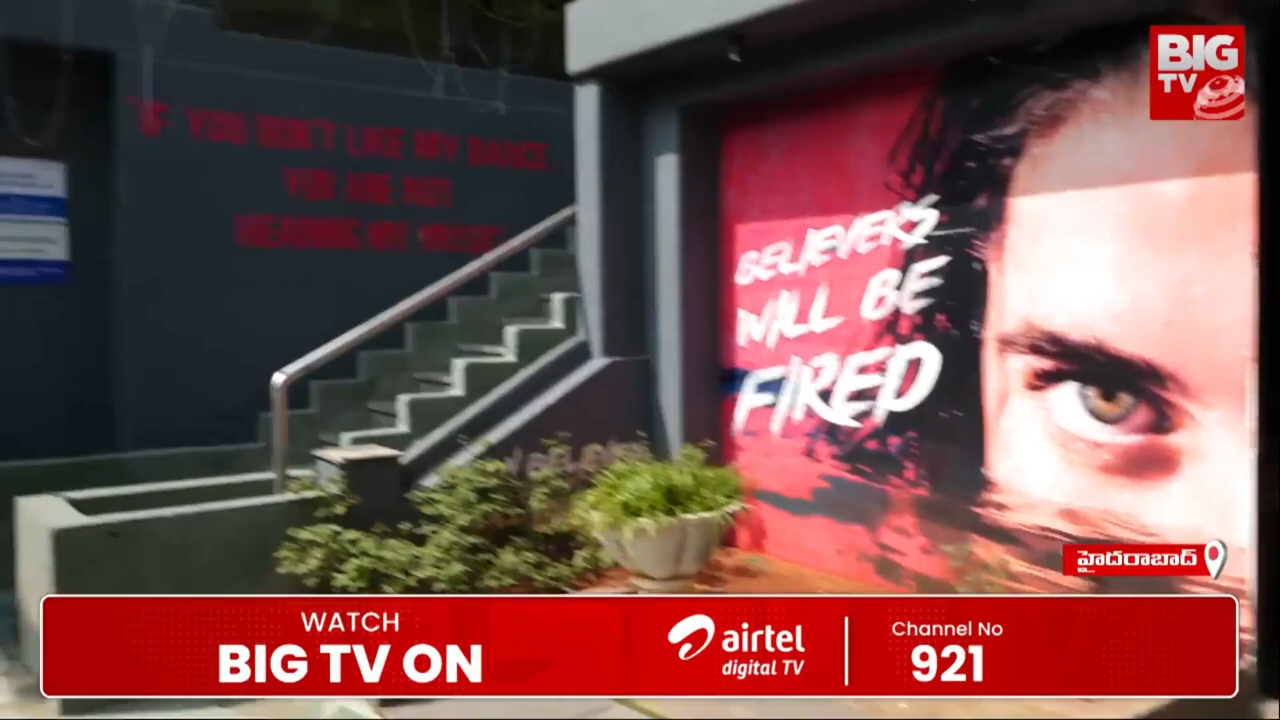 BIG
TV
"IF YOU DON'T LIKE MY DANCE
YOU ARE NOT
HEARING MY MUSIC
BELIEVERS
WILL BE
FIRED
BELIEVER
హైదరాబాద్
WATCH
BIG TV ON
airtel
digital TV
Channel No
921